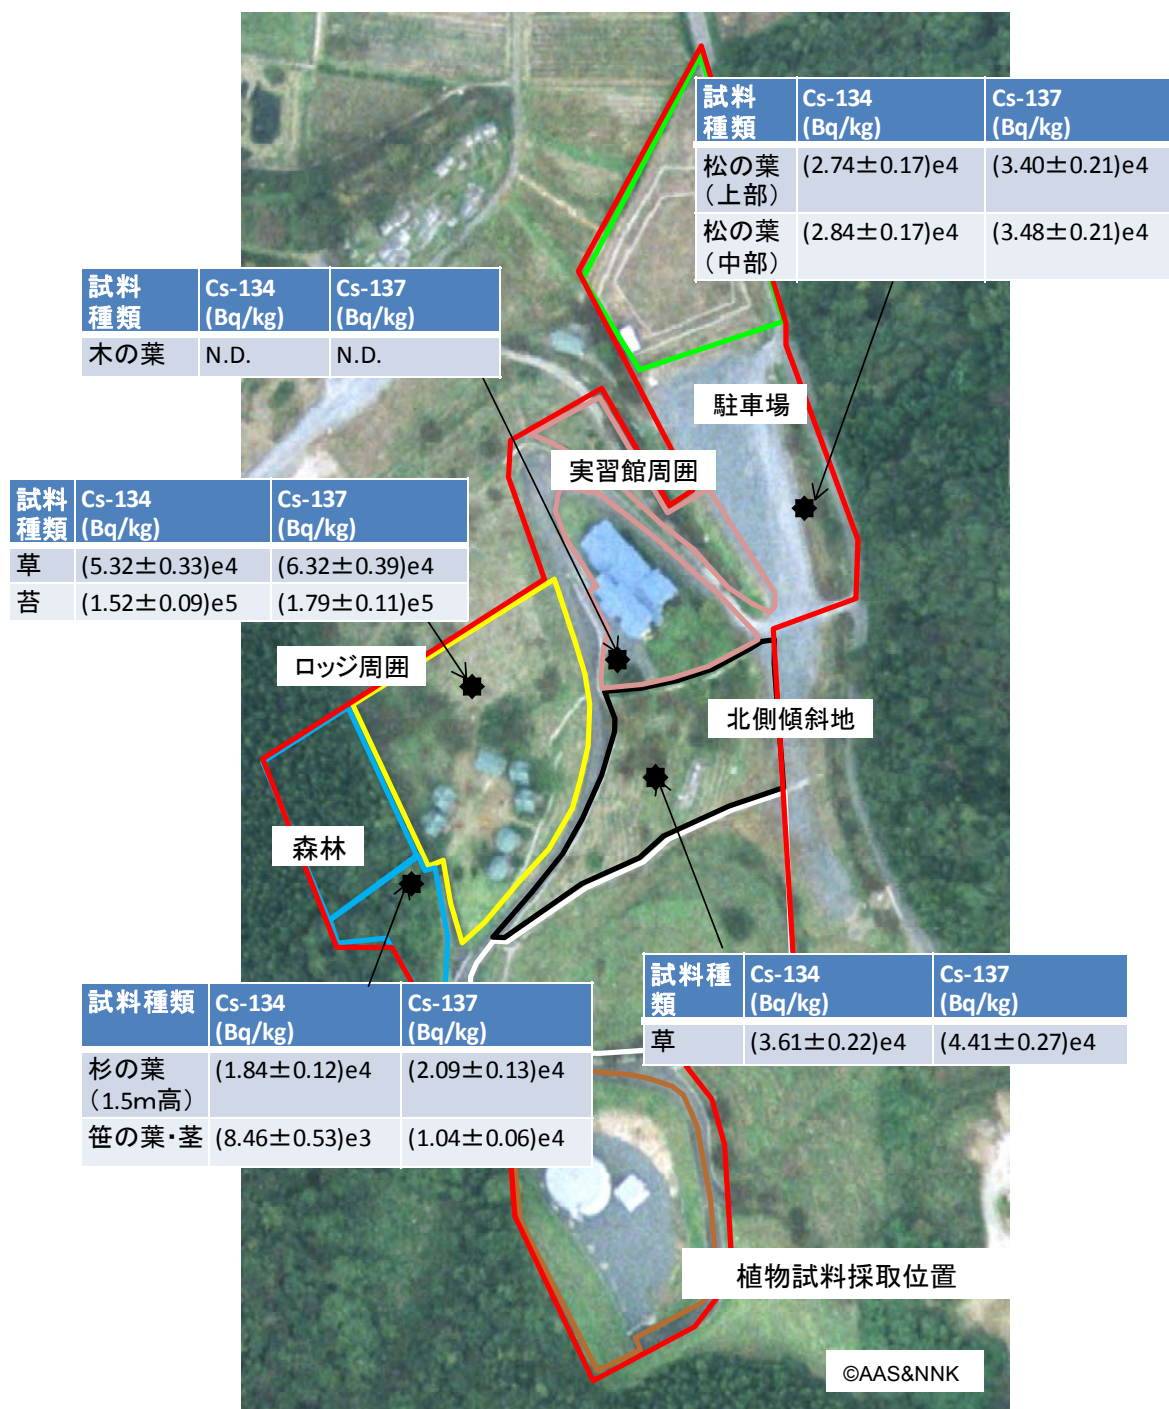 試料 Cs-134 Cs-137
種類 (Bq/kg) (Bq/kg)
松の葉 (2.74±0.17)e4 (3.40±0.21)e4
（上部）
松の葉 (2.84±0.17)e4 (3.48±0.21)e4
（中部）
試料 Cs-134 Cs-137
種類 (Bq/kg) (Bq/kg)
木の葉 N.D. N.D.
駐車場
実習館周囲
試料 Cs-134 Cs-137
種類 (Bq/kg) (Bq/kg)
草 (5.32±0.33)e4 (6.32±0.39)e4
苔 (1.52±0.09)e5 (1.79±0.11)e5
ロッジ周囲
北側傾斜地
森林
試料種 Cs-134 Cs-137
類 (Bq/kg) (Bq/kg)
草 (3.61±0.22)e4 (4.41±0.27)e4
試料種類 Cs-134 Cs-137
(Bq/kg) (Bq/kg)
杉の葉 (1.84±0.12)e4 (2.09±0.13)e4
（1.5m高）
笹の葉・茎 (8.46±0.53)e3 (1.04±0.06)e4
植物試料採取位置
©AAS&NNK